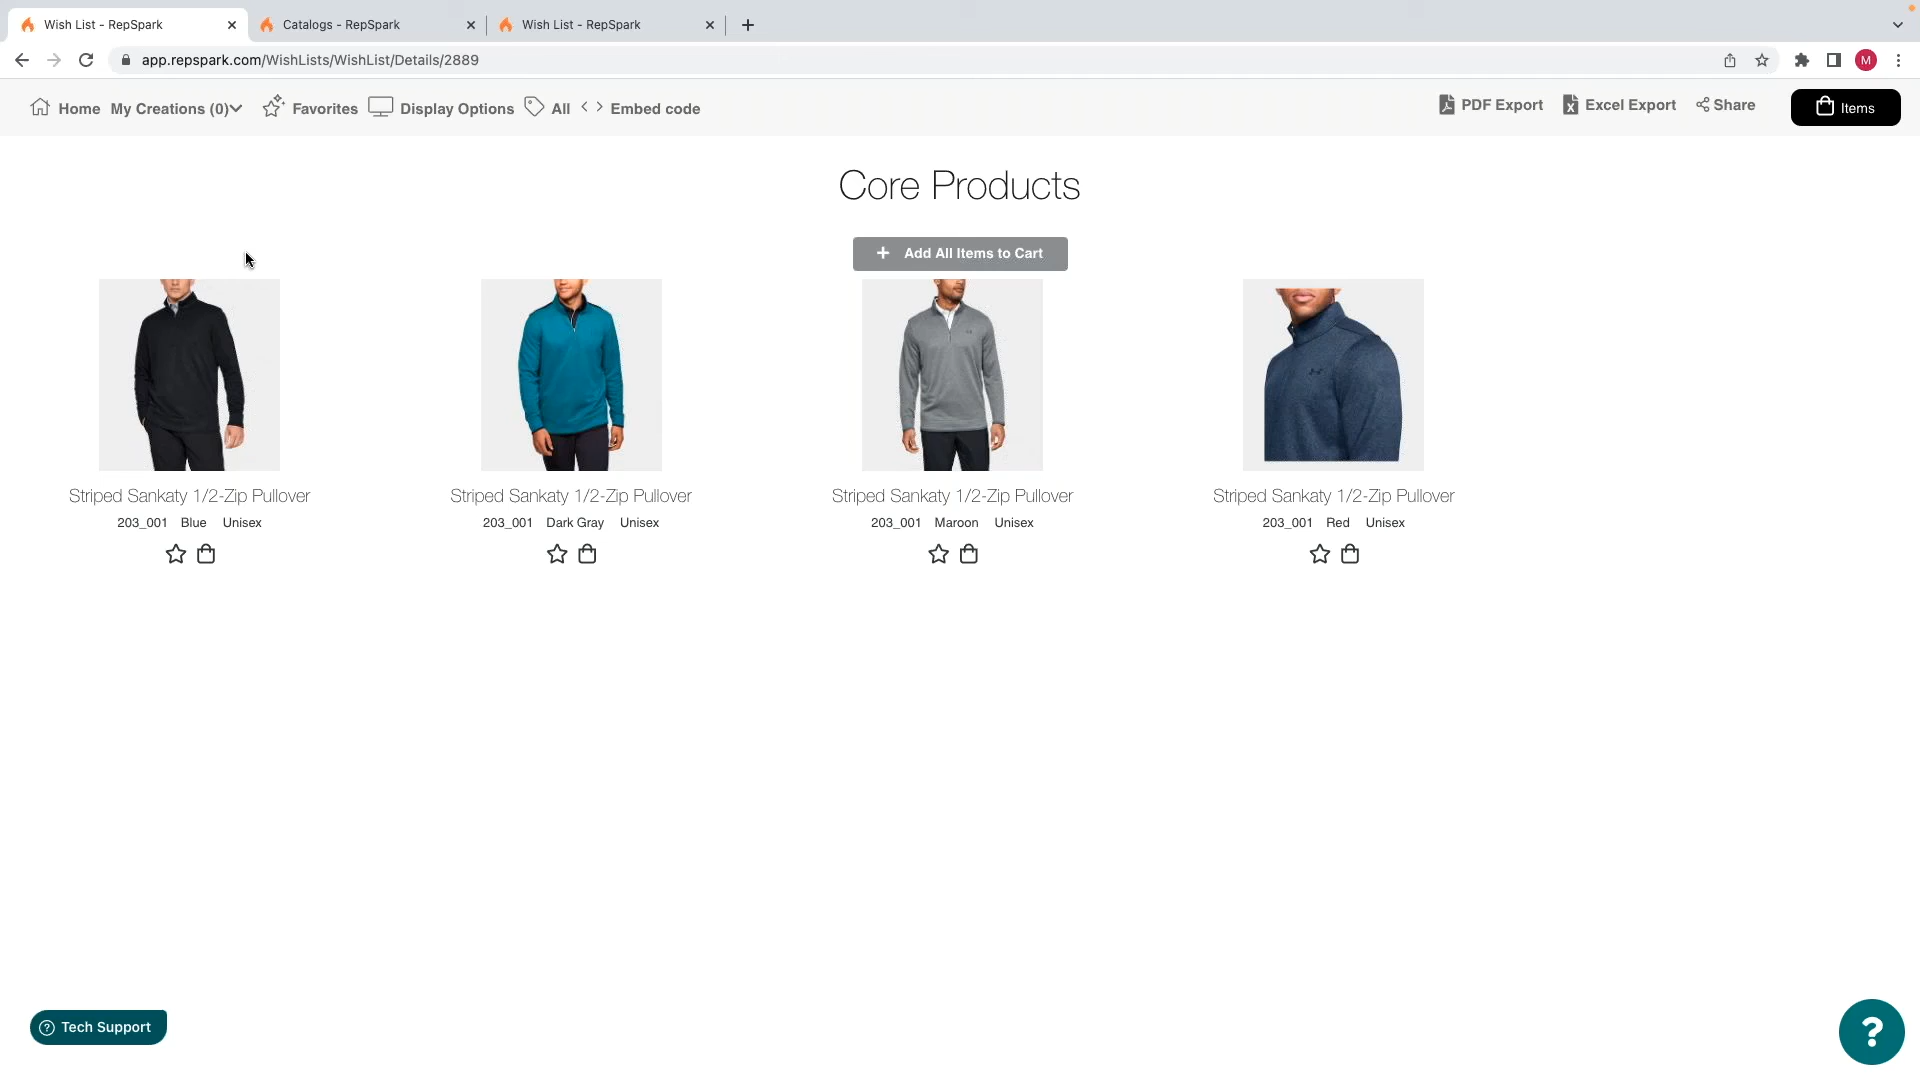 Wish List - RepSpark
Catalogs - RepSpark
Wish List - RepSpark
app.repspark.com/WishLists/WishList/Details/2889
M
Home My Creations (0) Favorites Display Options All Embed code
PDF Export Excel Export Share Items
Core Products
+ Add All Items to Cart
Striped Sankaty 1/2-Zip Pullover
203_001 Blue Unisex
Striped Sankaty 1/2-Zip Pullover
203_001 Dark Gray Unisex
Striped Sankaty 1/2-Zip Pullover
203_001 Maroon Unisex
Striped Sankaty 1/2-Zip Pullover
203_001 Red Unisex
? Tech Support
?